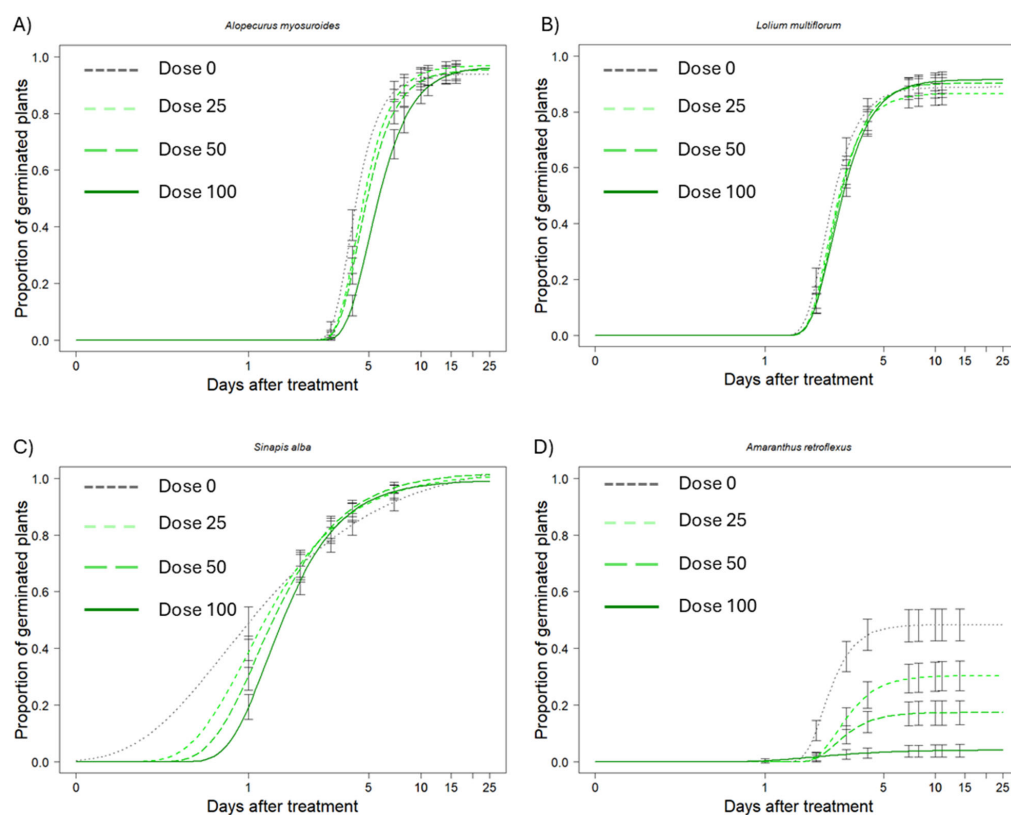 A)
Alopecurus myosuroides
Proportion of germinated plants
1.0
0.8
0.6
0.4
0.2
0.0
Dose 0
Dose 25
Dose 50
Dose 100
0 1 5 10 15 25
Days after treatment
B)
Lolium multiflorum
Proportion of germinated plants
1.0
0.8
0.6
0.4
0.2
0.0
Dose 0
Dose 25
Dose 50
Dose 100
0 1 5 10 15 25
Days after treatment
C)
Sinapis alba
Proportion of germinated plants
1.0
0.8
0.6
0.4
0.2
0.0
Dose 0
Dose 25
Dose 50
Dose 100
0 1 5 10 15 25
Days after treatment
D)
Amaranthus retroflexus
Proportion of germinated plants
1.0
0.8
0.6
0.4
0.2
0.0
Dose 0
Dose 25
Dose 50
Dose 100
0 1 5 10 15 25
Days after treatment